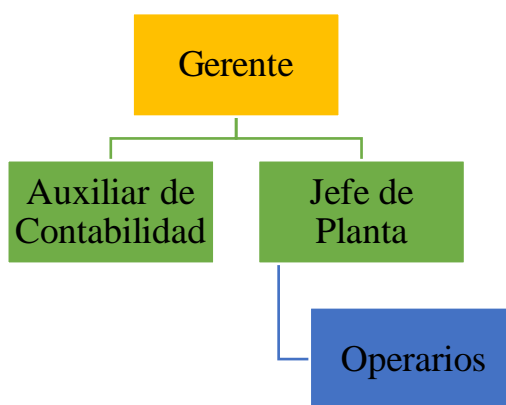 Gerente
Auxiliar de
Contabilidad
Jefe de
Planta
Operarios